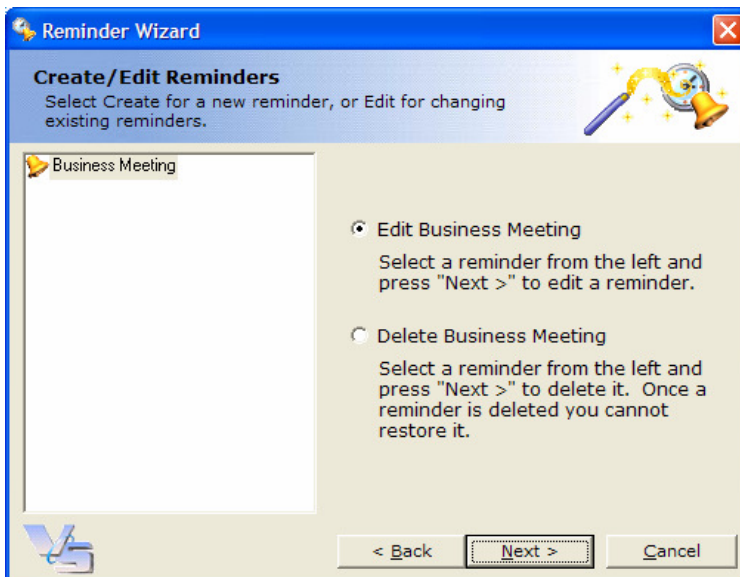 Reminder Wizard
Create/Edit Reminders
Select Create for a new reminder, or Edit for changing
existing reminders.
Business Meeting
Edit Business Meeting
Select a reminder from the left and
press "Next >" to edit a reminder.
Delete Business Meeting
Select a reminder from the left and
press "Next >" to delete it.  Once a
reminder is deleted you cannot
restore it.
VS
< Back
Next >
Cancel